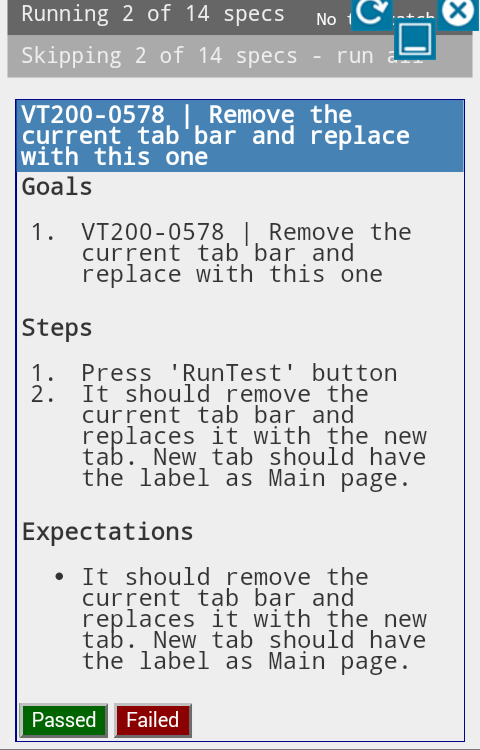 Running 2 of 14 specs
No
Skipping 2 of 14 specs - run all
VT200-0578 | Remove the
current tab bar and replace
with this one
Goals
1. VT200-0578 | Remove the
current tab bar and
replace with this one
Steps
1. Press 'RunTest' button
2. It should remove the
current tab bar and
replaces it with the new
tab. New tab should have
the label as Main page.
Expectations
• It should remove the
current tab bar and
replaces it with the new
tab. New tab should have
the label as Main page.
Passed Failed